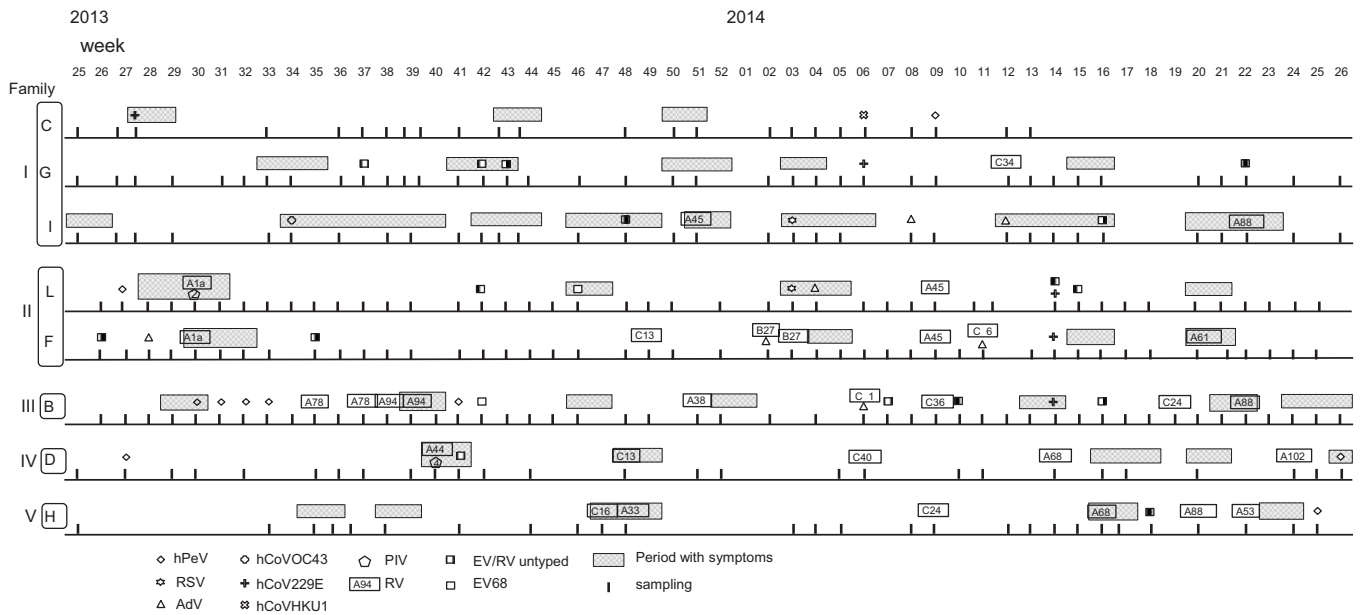 2013 2014
week
25 26 27 28 29 30 31 32 33 34 35 36 37 38 39 40 41 42 43 44 45 46 47 48 49 50 51 52 01 02 03 04 05 06 07 08 09 10 11 12 13 14 15 16 17 18 19 20 21 22 23 24 25 26
Family
C
I G C34
I A45 A88
L A1a 2 A45
II
F A1a C13 B27 B27 A45 C 6 A61
III B A78 A78 A94 A94 A38 C 1 C36 C24 A88
IV D A44 4 C13 C40 A68 A102
V H C16 A33 C24 A68 A88 A53
hPeV hCoVOC43 PIV EV/RV untyped Period with symptoms
RSV hCoV229E A94 RV EV68 sampling
AdV hCoVHKU1